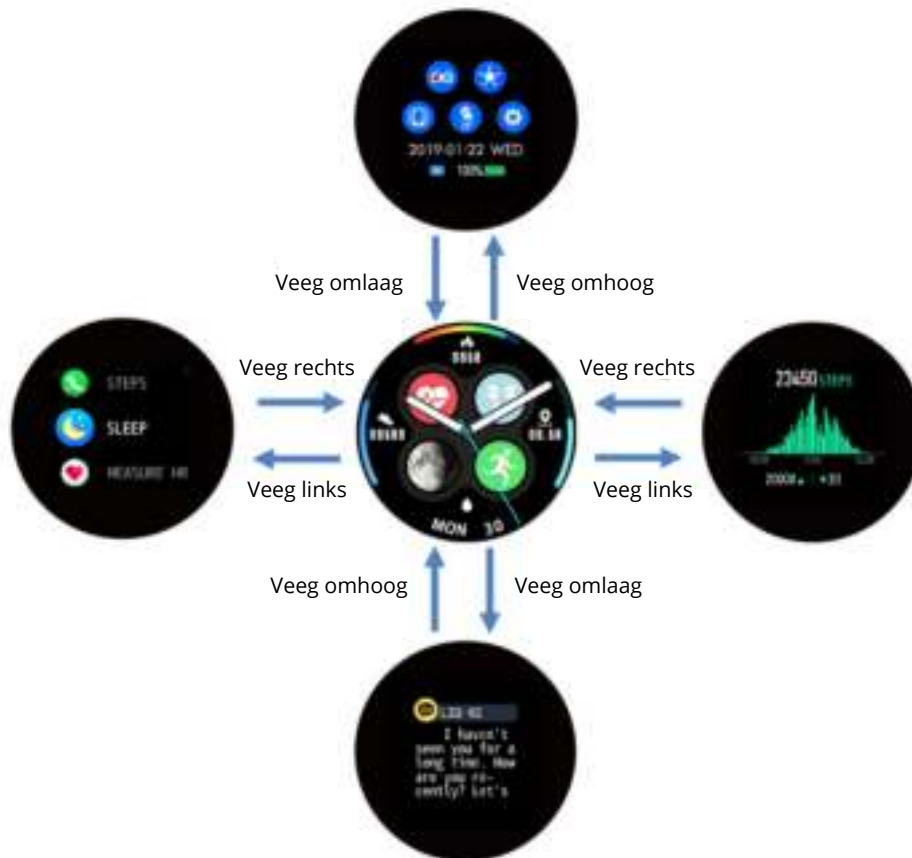 2019-01-22 WED
100%
Veeg omlaag
Veeg omhoog
Veeg rechts
Veeg rechts
STEPS
SLEEP
MEASURE HR
23450 STEPS
Veeg links
Veeg links
MON 30
Veeg omhoog
Veeg omlaag
I haven't
seen you for a
long time. How
are you re-
cently? Let's